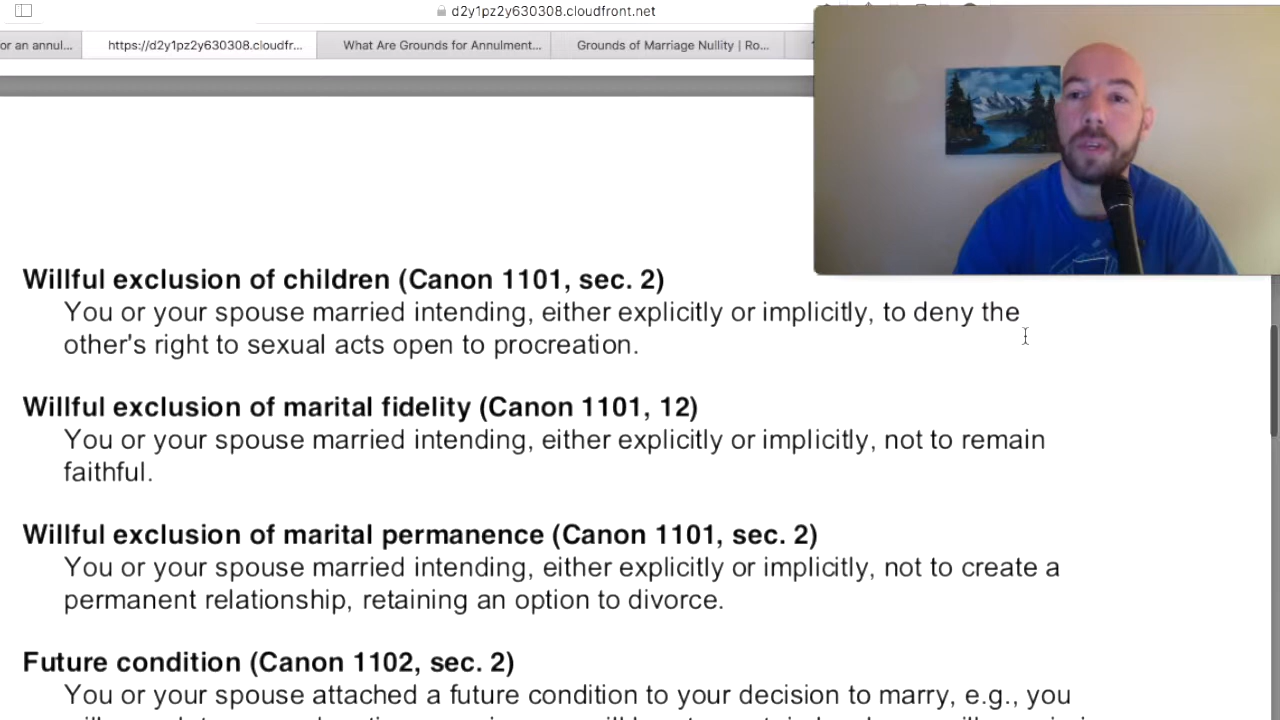 d2y1pz2y630308.cloudfront.net
or an annul...
https://d2y1pz2y630308.cloudfr...
What Are Grounds for Annulment...
Grounds of Marriage Nullity | Ro...
Willful exclusion of children (Canon 1101, sec. 2)
You or your spouse married intending, either explicitly or implicitly, to deny the
other's right to sexual acts open to procreation.
Willful exclusion of marital fidelity (Canon 1101, 12)
You or your spouse married intending, either explicitly or implicitly, not to remain
faithful.
Willful exclusion of marital permanence (Canon 1101, sec. 2)
You or your spouse married intending, either explicitly or implicitly, not to create a
permanent relationship, retaining an option to divorce.
Future condition (Canon 1102, sec. 2)
You or your spouse attached a future condition to your decision to marry, e.g., you